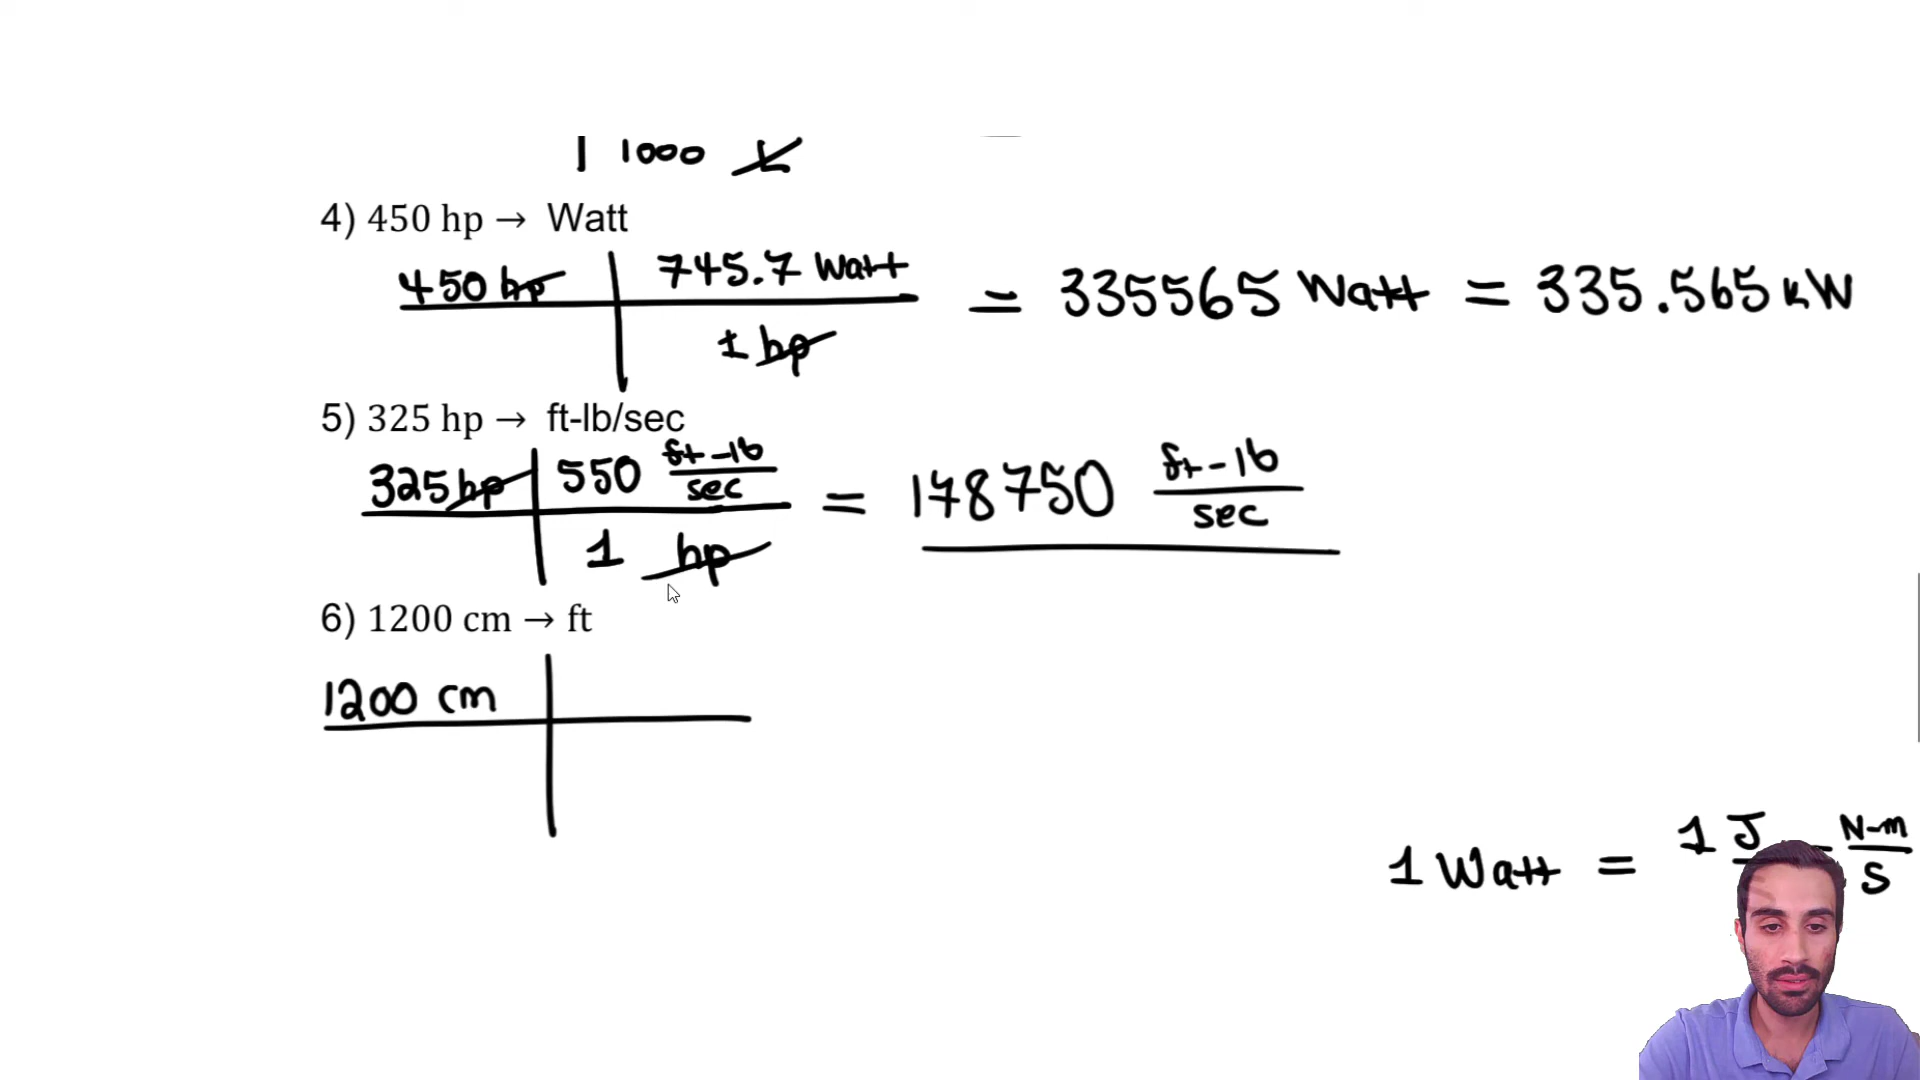 1000 L
4) 450 hp → Watt
450 hp 745.7 Watt
1 hp
= 335565 Watt = 335.565 kW
5) 325 hp → ft-lb/sec
325 hp 550 ft-lb/sec
1 hp
= 178750 ft-lb/sec
6) 1200 cm → ft
1200 cm
1 Watt = 1 J N-m/S